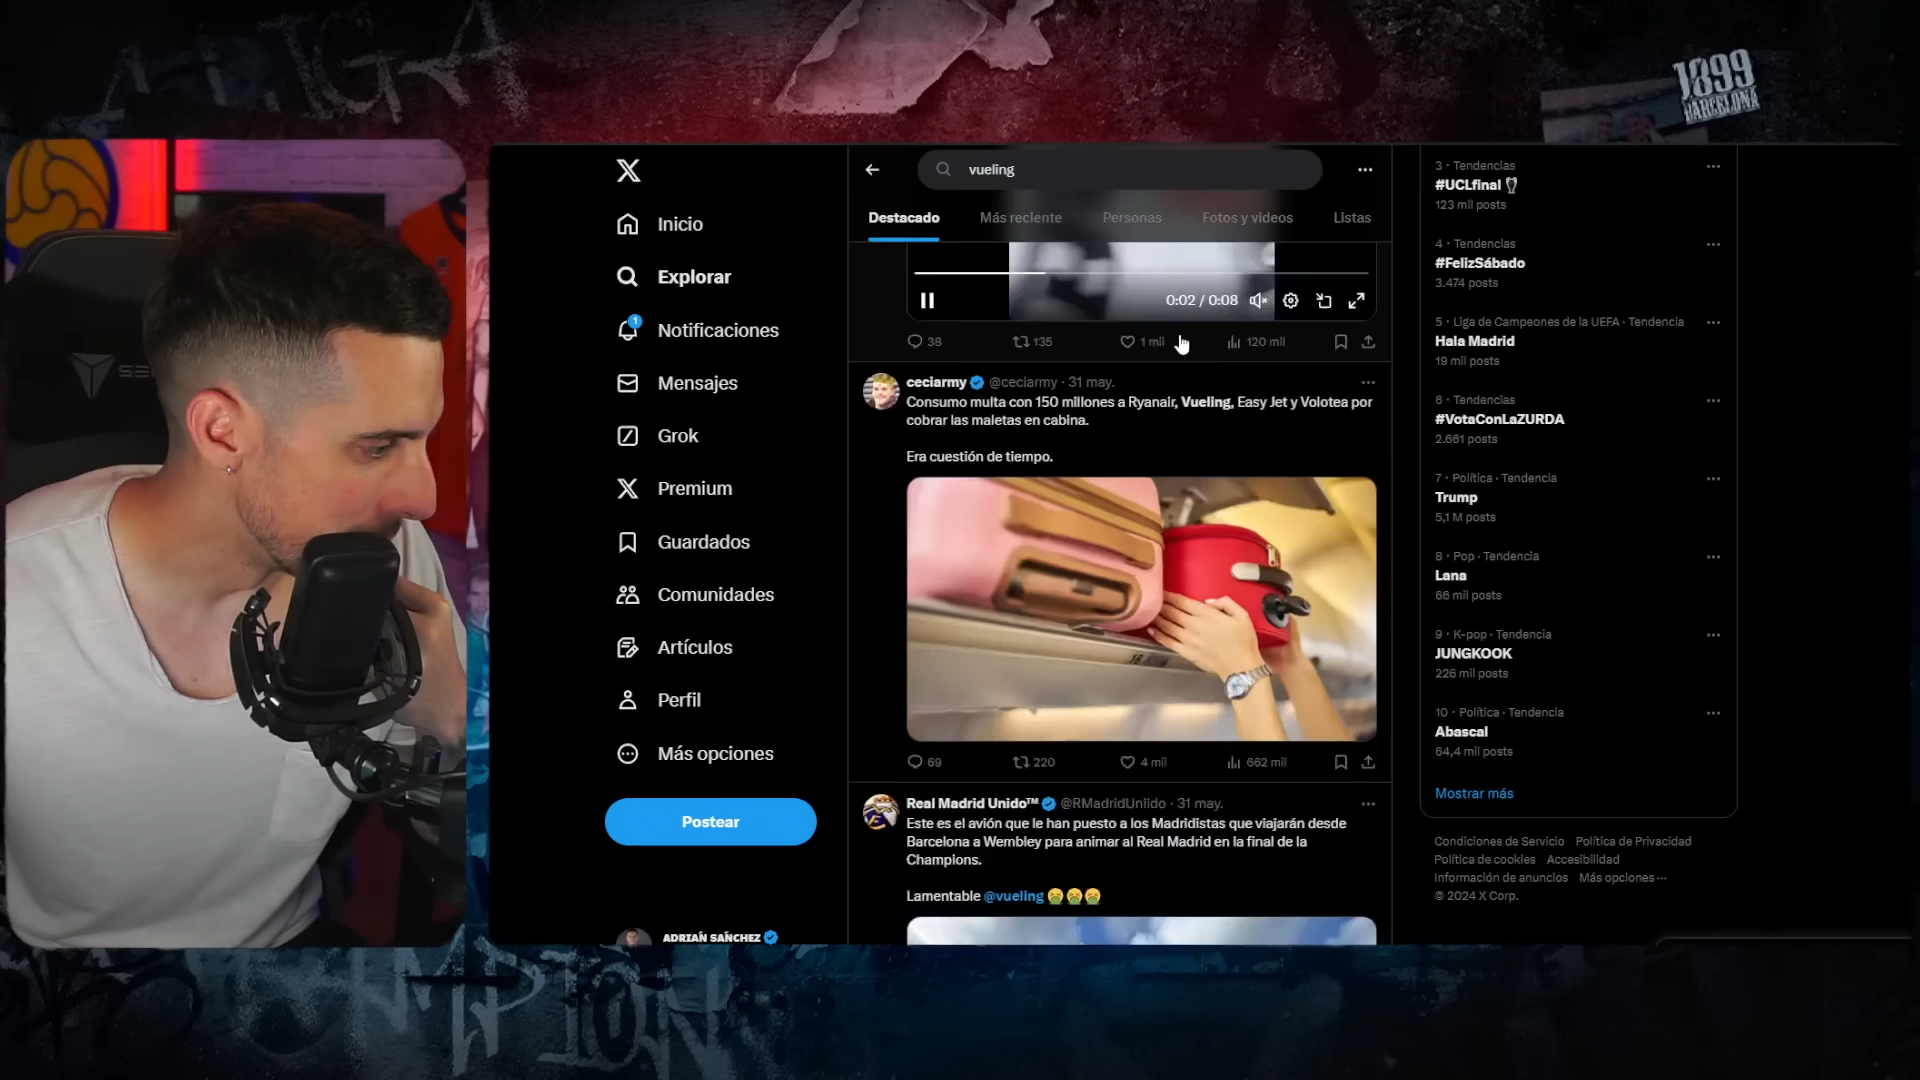 1899
BARCELONA
vueling
Destacado
Más reciente
Personas
Fotos y videos
Listas
Inicio
Explorar
1
Notificaciones
Mensajes
Grok
Premium
Guardados
Comunidades
Artículos
Perfil
Más opciones
Postear
ADRIAN SAŃCHEZ
0:02 / 0:08
38
135
1 mil
120 mil
ceciarmy @ceciarmy · 31 may.
Consumo multa con 150 millones a Ryanair, Vueling, Easy Jet y Volotea por
cobrar las maletas en cabina.
Era cuestión de tiempo.
16
69
220
4 mil
662 mil
Real Madrid Unido™ @RMadridUniido · 31 may.
Este es el avión que le han puesto a los Madridistas que viajarán desde
Barcelona a Wembley para animar al Real Madrid en la final de la
Champions.
Lamentable @vueling
3 · Tendencias
#UCLfinal
123 mil posts
4 · Tendencias
#FelizSábado
3.474 posts
5 · Liga de Campeones de la UEFA · Tendencia
Hala Madrid
19 mil posts
6 · Tendencias
#VotaConLaZURDA
2.661 posts
7 · Política · Tendencia
Trump
5,1 M posts
8 · Pop · Tendencia
Lana
66 mil posts
9 · K-pop · Tendencia
JUNGKOOK
226 mil posts
10 · Política · Tendencia
Abascal
64,4 mil posts
Mostrar más
Condiciones de Servicio Política de Privacidad
Política de cookies Accesibilidad
Información de anuncios Más opciones ···
© 2024 X Corp.